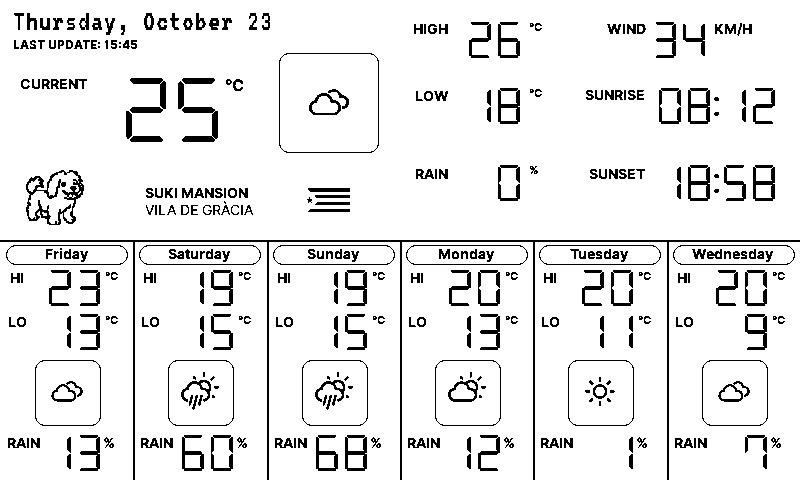 Thursday, October 23
LAST UPDATE: 15:45
CURRENT 25 °C
SUKI MANSION
VILA DE GRÀCIA
HIGH 26 °C
LOW 18 °C
RAIN 0 %
WIND 34 KM/H
SUNRISE 08:12
SUNSET 18:58
Friday
HI 23 °C
LO 13 °C
RAIN 13 %
Saturday
HI 19 °C
LO 15 °C
RAIN 60 %
Sunday
HI 19 °C
LO 15 °C
RAIN 68 %
Monday
HI 20 °C
LO 13 °C
RAIN 12 %
Tuesday
HI 20 °C
LO 11 °C
RAIN 1 %
Wednesday
HI 20 °C
LO 9 °C
RAIN 7 %